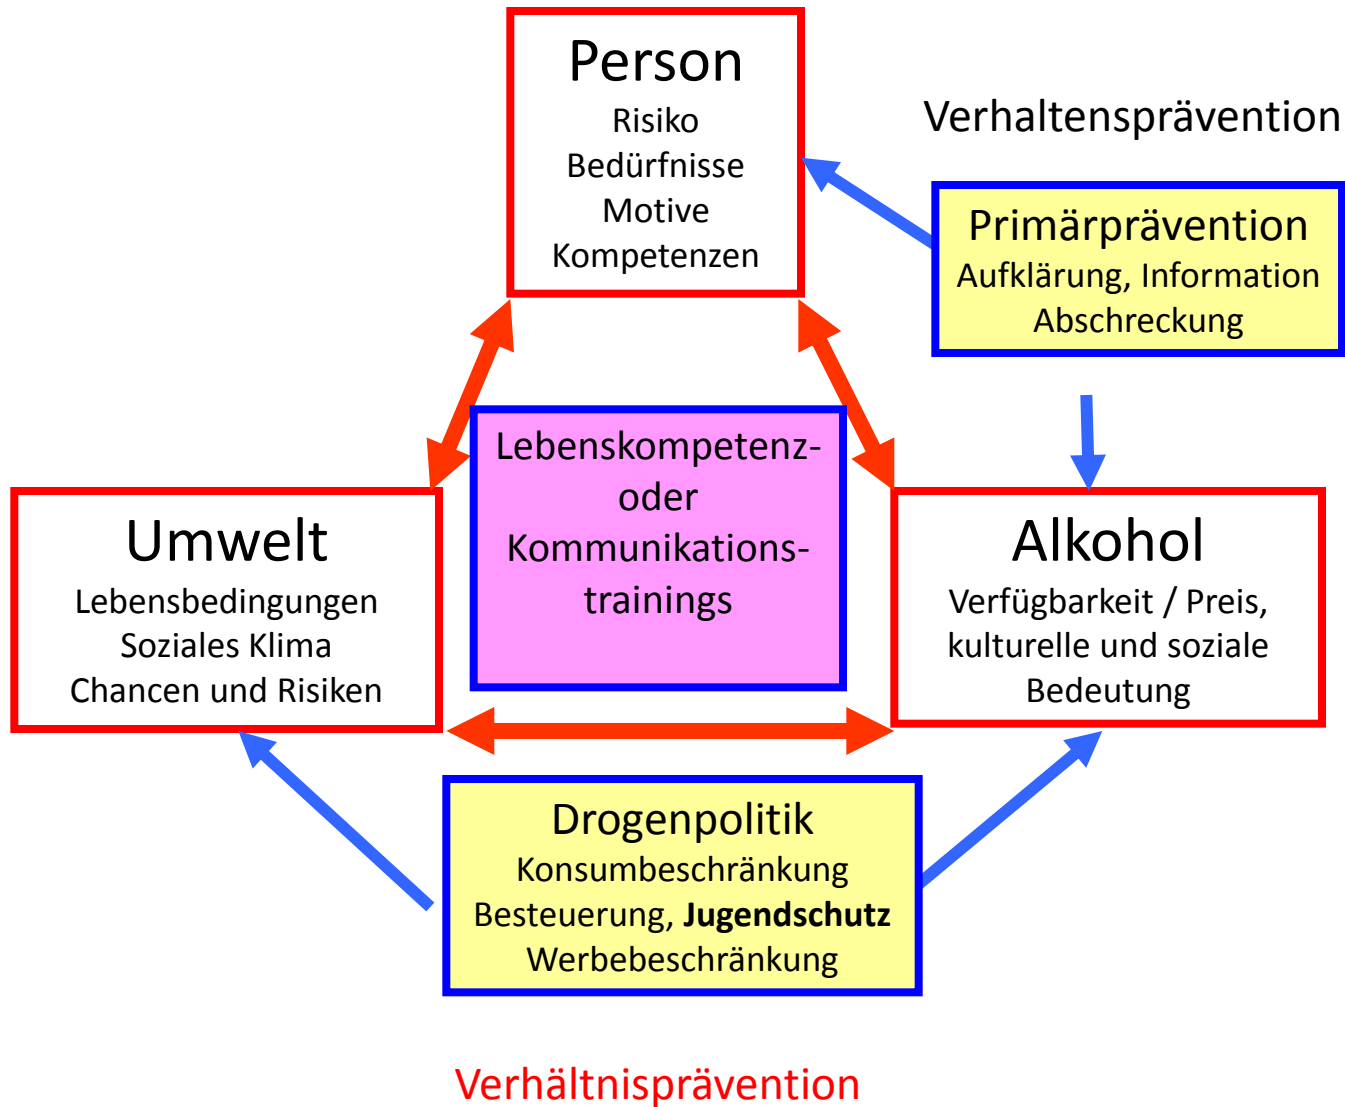 Person
Risiko
Bedürfnisse
Motive
Kompetenzen
Verhaltensprävention
Primärprävention
Aufklärung, Information
Abschreckung
Lebenskompetenz-
oder
Kommunikations-
trainings
Umwelt
Lebensbedingungen
Soziales Klima
Chancen und Risiken
Alkohol
Verfügbarkeit / Preis,
kulturelle und soziale
Bedeutung
Drogenpolitik
Konsumbeschränkung
Besteuerung, Jugendschutz
Werbebeschränkung
Verhältnisprävention